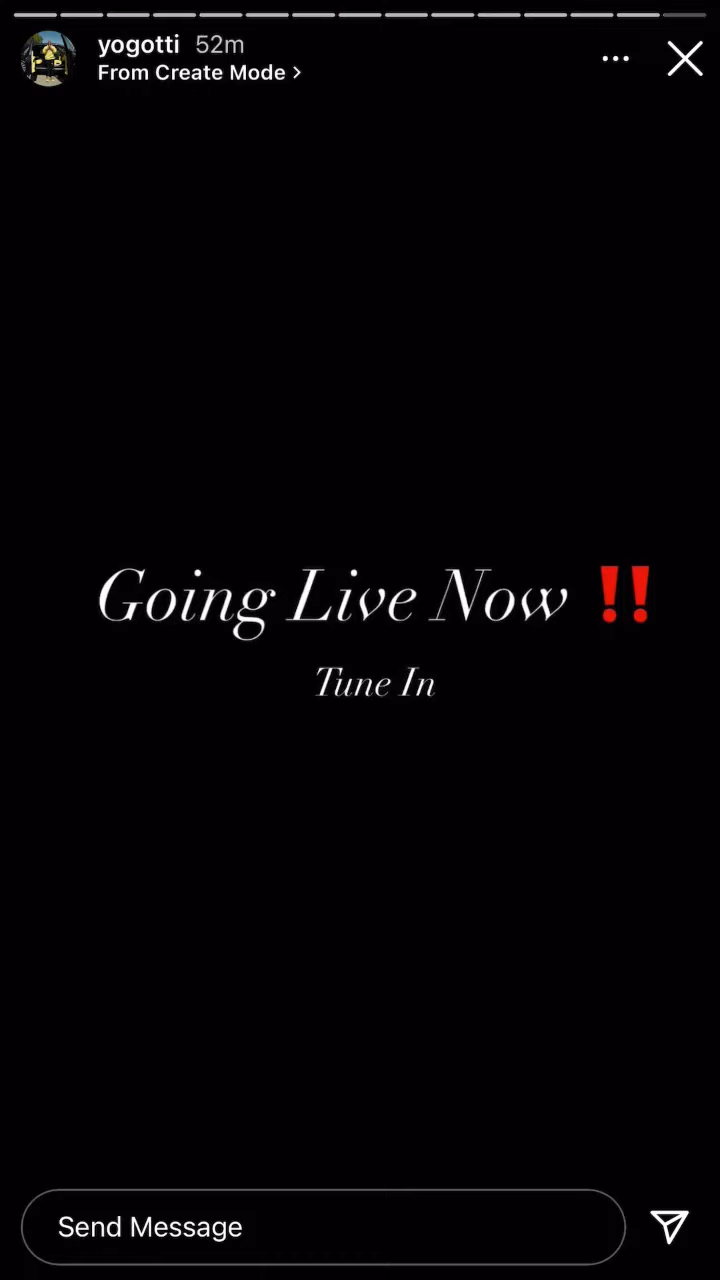 yogotti 52m
From Create Mode >
Going Live Now ‼️
Tune In
Send Message